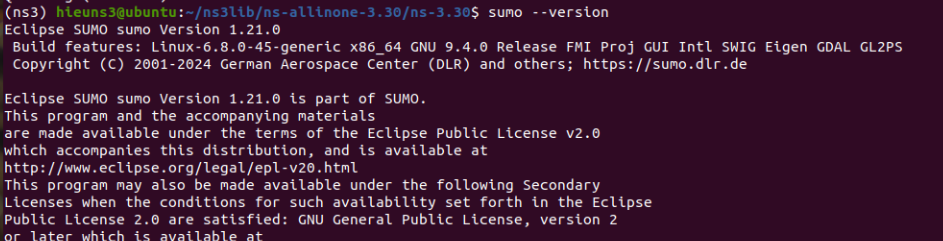 (ns3) hieuns3@ubuntu:~/ns3lib/ns-allinone-3.30/ns-3.30$ sumo --version
Eclipse SUMO sumo Version 1.21.0
 Build features: Linux-6.8.0-45-generic x86_64 GNU 9.4.0 Release FMI Proj GUI Intl SWIG Eigen GDAL GL2PS
 Copyright (C) 2001-2024 German Aerospace Center (DLR) and others; https://sumo.dlr.de

Eclipse SUMO sumo Version 1.21.0 is part of SUMO.
This program and the accompanying materials
are made available under the terms of the Eclipse Public License v2.0
which accompanies this distribution, and is available at
http://www.eclipse.org/legal/epl-v20.html
This program may also be made available under the following Secondary
Licenses when the conditions for such availability set forth in the Eclipse
Public License 2.0 are satisfied: GNU General Public License, version 2
or later which is available at